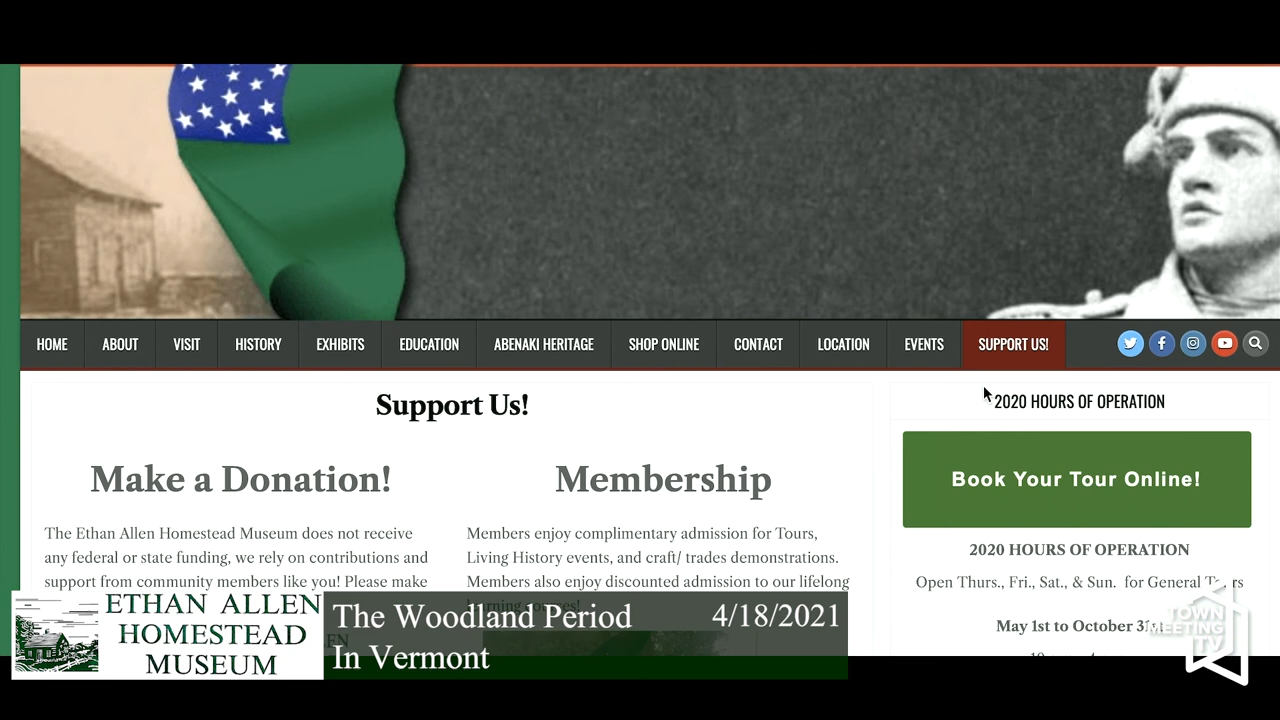 HOME ABOUT VISIT HISTORY EXHIBITS EDUCATION ABENAKI HERITAGE SHOP ONLINE CONTACT LOCATION EVENTS SUPPORT US!
Support Us!
Make a Donation!
The Ethan Allen Homestead Museum does not receive
any federal or state funding, we rely on contributions and
support from community members like you! Please make
Membership
Members enjoy complimentary admission for Tours,
Living History events, and craft/ trades demonstrations.
Members also enjoy discounted admission to our lifelong
2020 HOURS OF OPERATION
Book Your Tour Online!
2020 HOURS OF OPERATION
Open Thurs., Fri., Sat., & Sun. for General Tours
May 1st to October 31st
ETHAN ALLEN
HOMESTEAD
MUSEUM
The Woodland Period
In Vermont
4/18/2021
TOWN
MEETING
TV